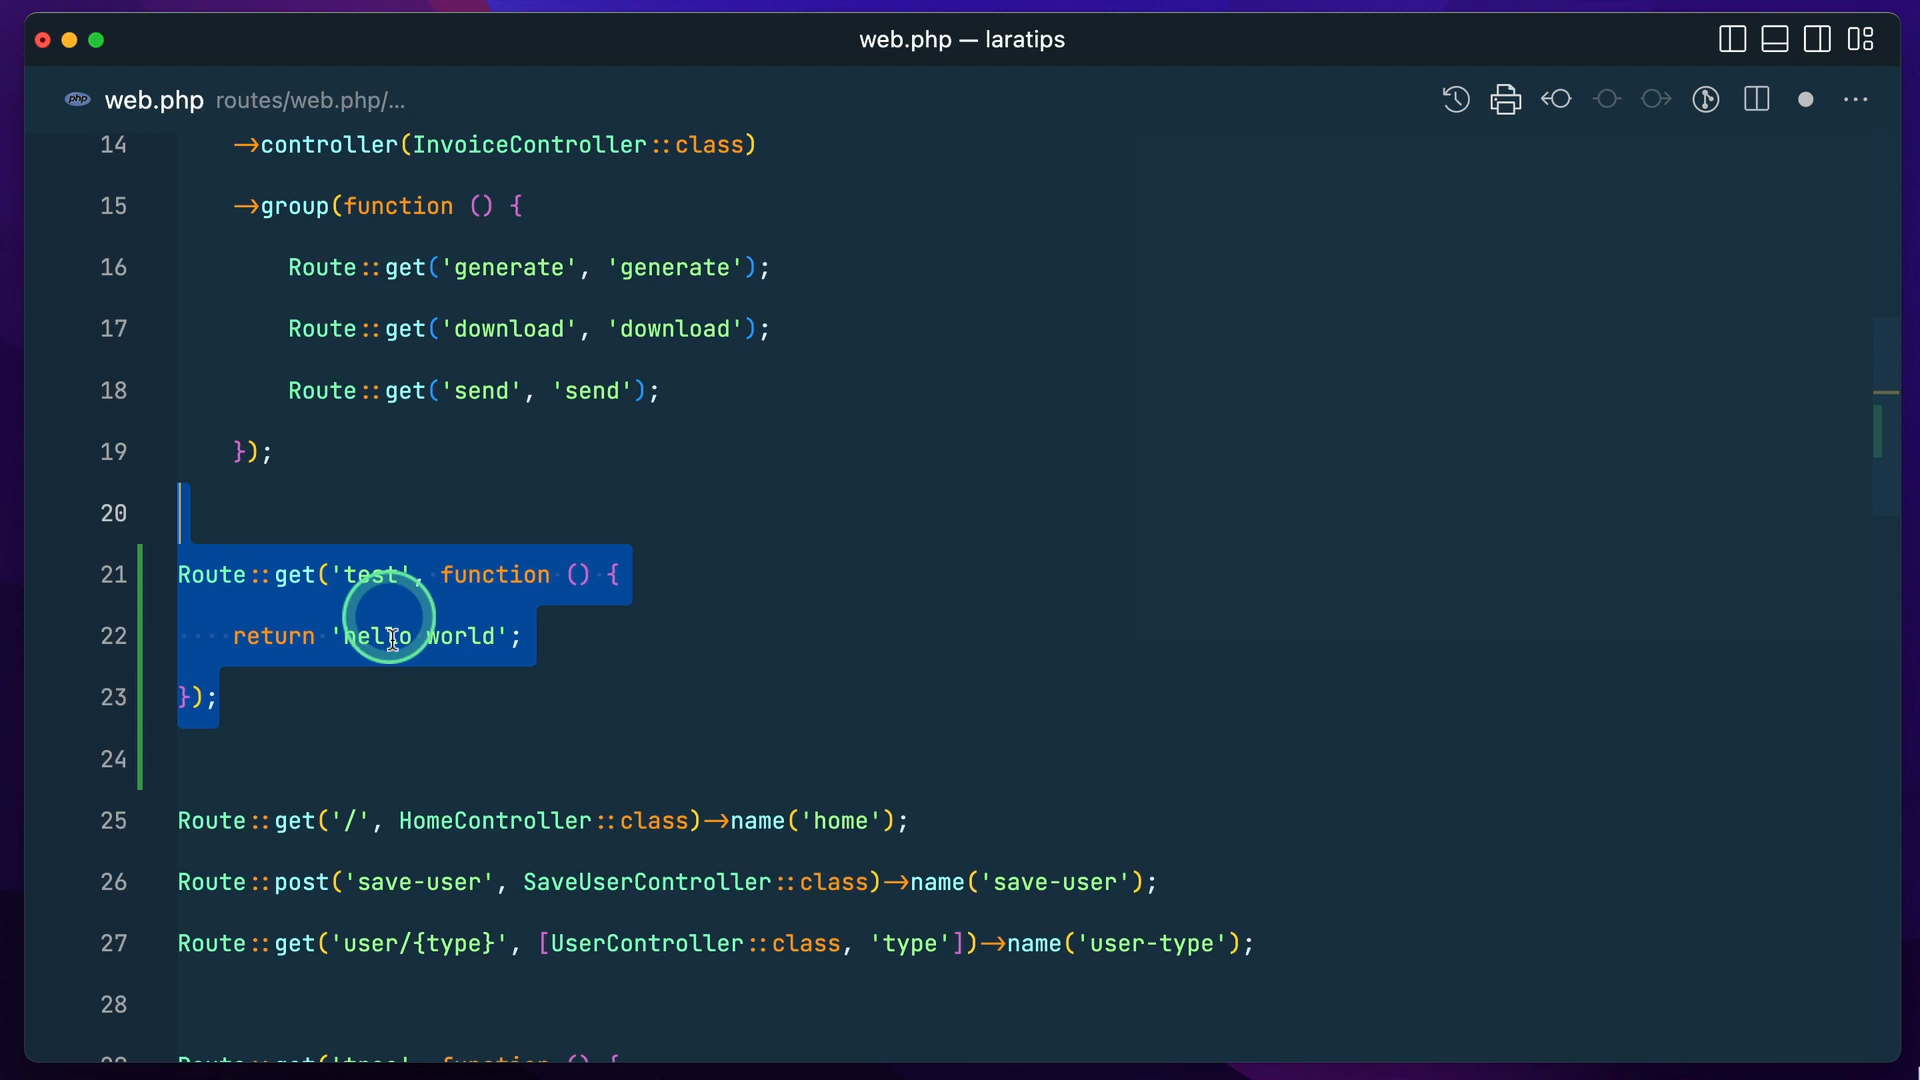 web.php — laratips
php web.php routes/web.php/...
14 ->controller(InvoiceController::class)
15 ->group(function () {
16 Route::get('generate', 'generate');
17 Route::get('download', 'download');
18 Route::get('send', 'send');
19 });
20
21 Route::get('test', function () {
22 return 'hello world';
23 });
24
25 Route::get('/', HomeController::class)->name('home');
26 Route::post('save-user', SaveUserController::class)->name('save-user');
27 Route::get('user/{type}', [UserController::class, 'type'])->name('user-type');
28